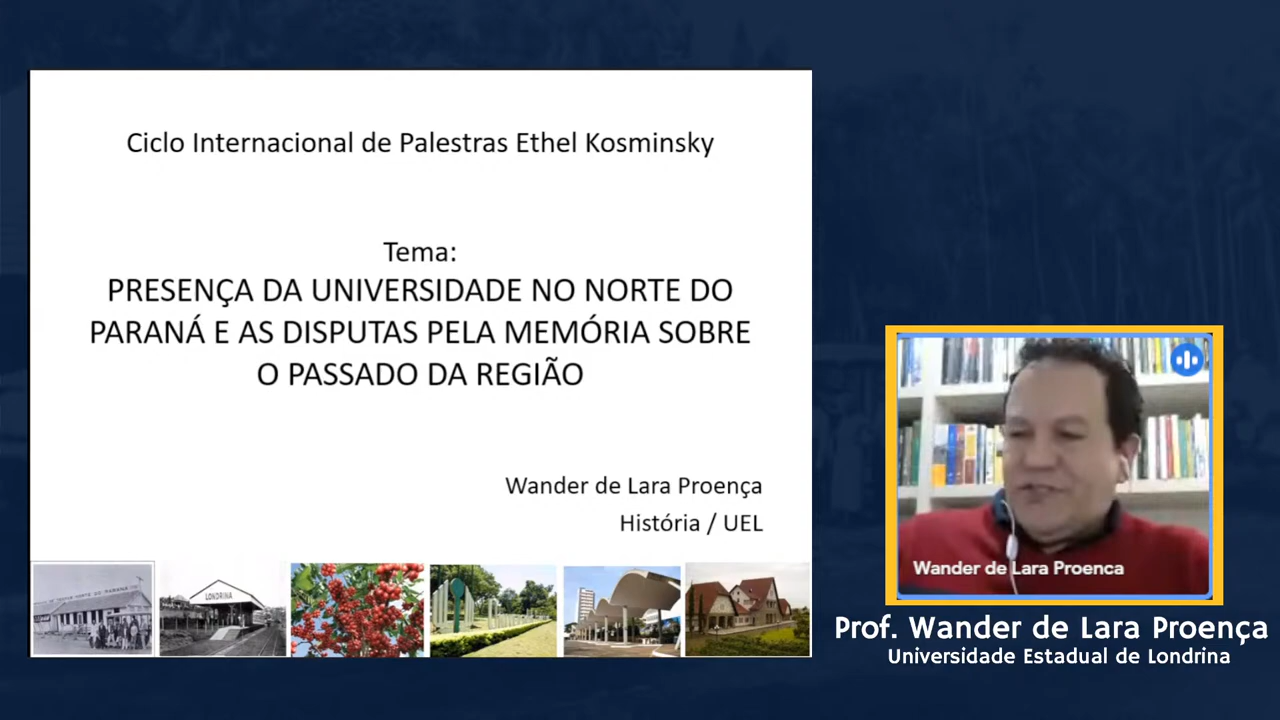 Ciclo Internacional de Palestras Ethel Kosminsky
Tema:
PRESENÇA DA UNIVERSIDADE NO NORTE DO
PARANÁ E AS DISPUTAS PELA MEMÓRIA SOBRE
O PASSADO DA REGIÃO
Wander de Lara Proença
História / UEL
LONDRINA
Wander de Lara Proenca
Prof. Wander de Lara Proença
Universidade Estadual de Londrina